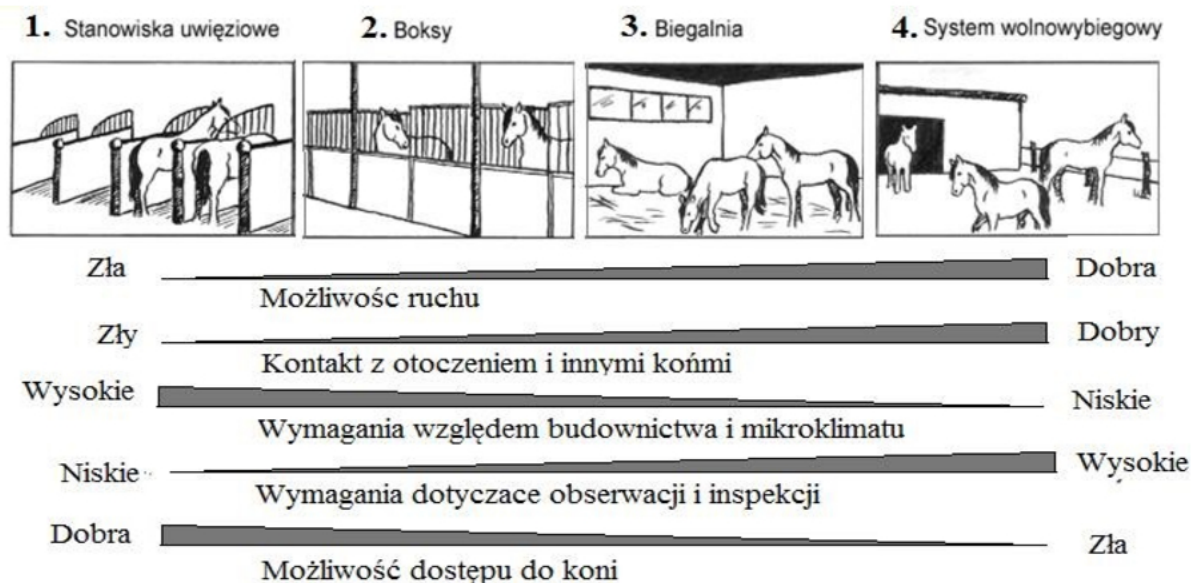 1. Stanowiska uwięziowe
2. Boksy
3. Biegalnia
4. System wolnowybiegowy
Zła
Dobra
Możliwośc ruchu
Zły
Dobry
Kontakt z otoczeniem i innymi końmi
Wysokie
Niskie
Wymagania względem budownictwa i mikroklimatu
Niskie
Wysokie
Wymagania dotyczace obserwacji i inspekcji
Dobra
Zła
Możliwość dostępu do koni